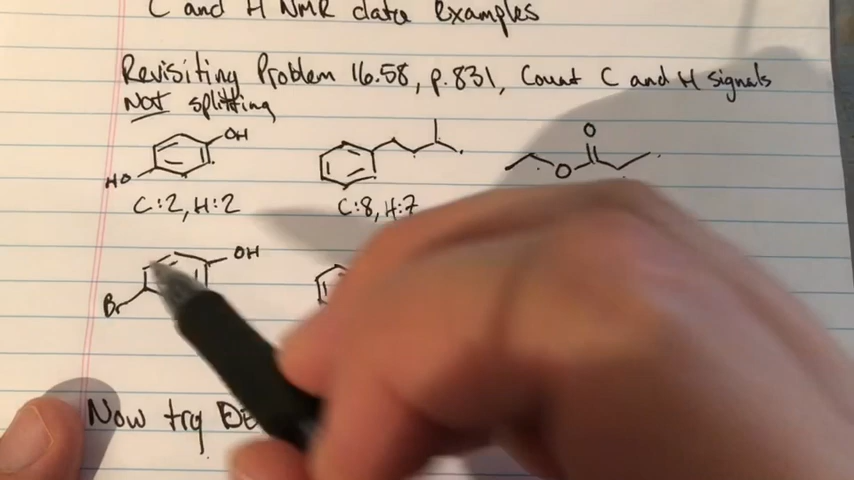 C and H NMR data examples
Revisiting Problem 16.58, p.831, Count C and H signals
NOT splitting
OH
HO
O
O
C:2, H:2
C:8, H:7
OH
Br
Now try